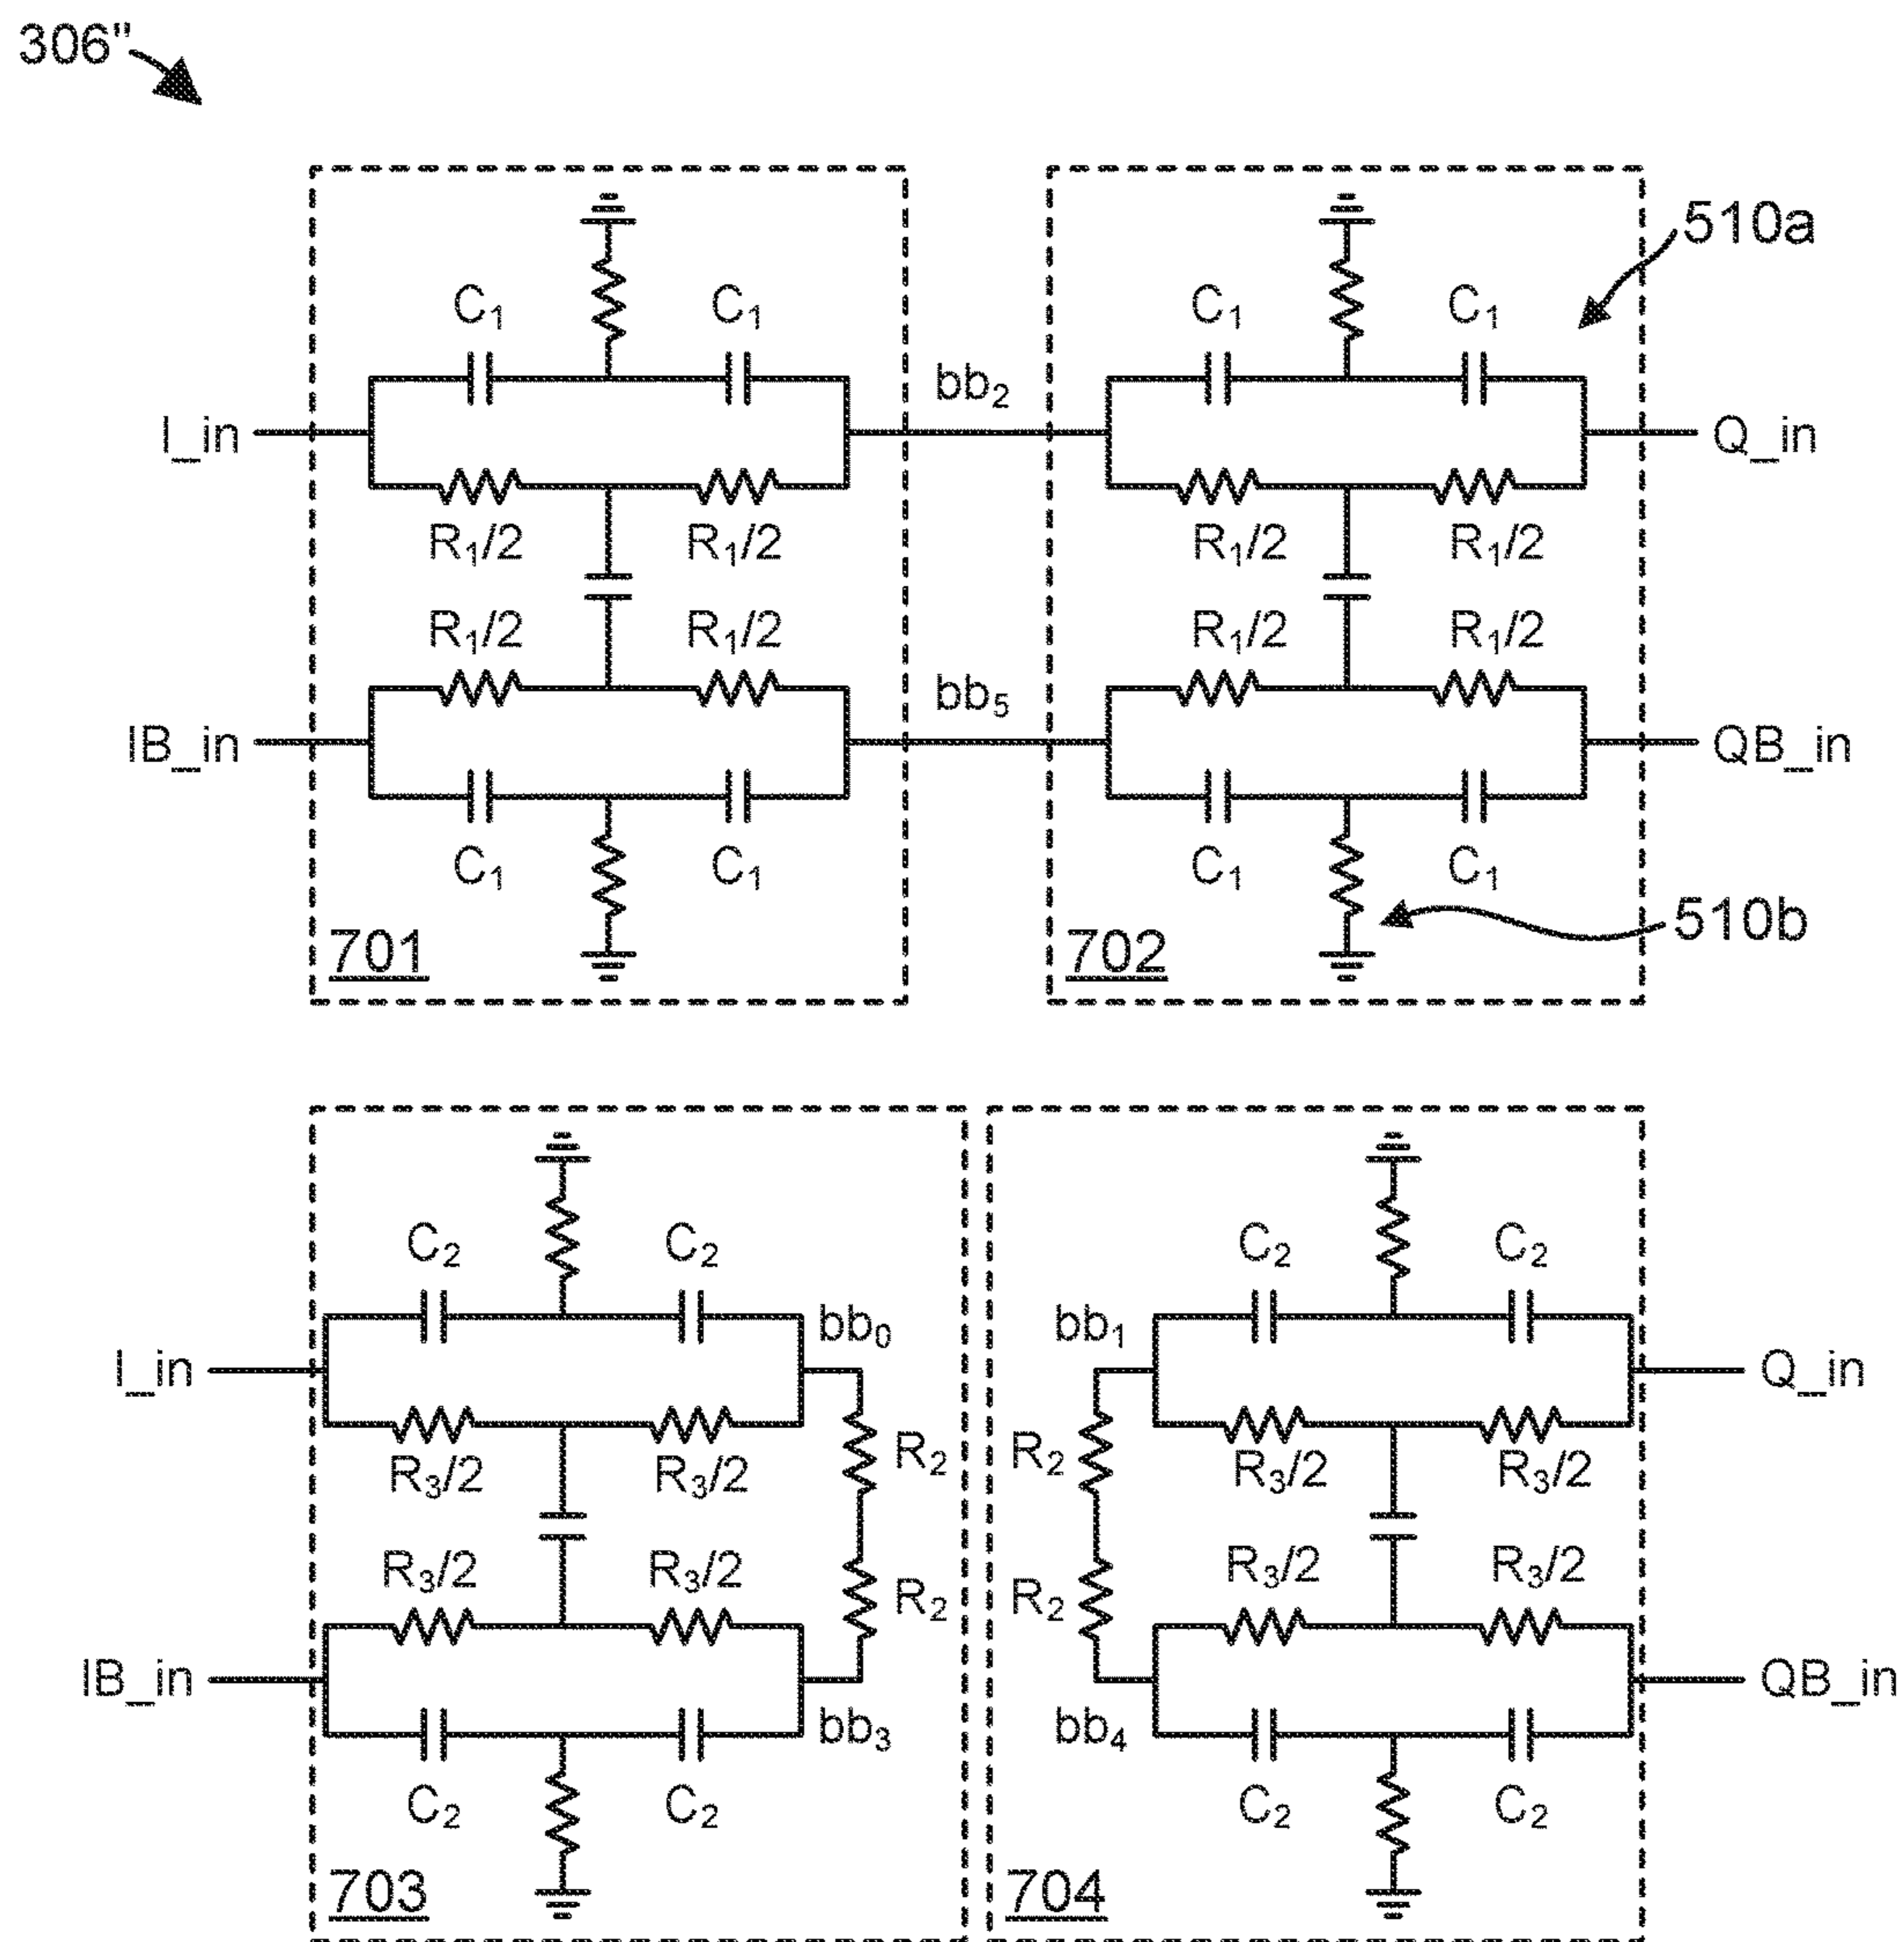 306"
510a
C₁ C₁ C₁ C₁
bb₂
I_in Q_in
R₁/2 R₁/2 R₁/2 R₁/2
R₁/2 R₁/2 R₁/2 R₁/2
bb₅
IB_in QB_in
C₁ C₁ C₁ C₁
510b
701 702
C₂ C₂ C₂ C₂
bb₀ bb₁
I_in Q_in
R₂ R₂
R₃/2 R₃/2 R₃/2 R₃/2
R₃/2 R₃/2 R₃/2 R₃/2
R₂ R₂
IB_in QB_in
bb₃ bb₄
C₂ C₂ C₂ C₂
703 704